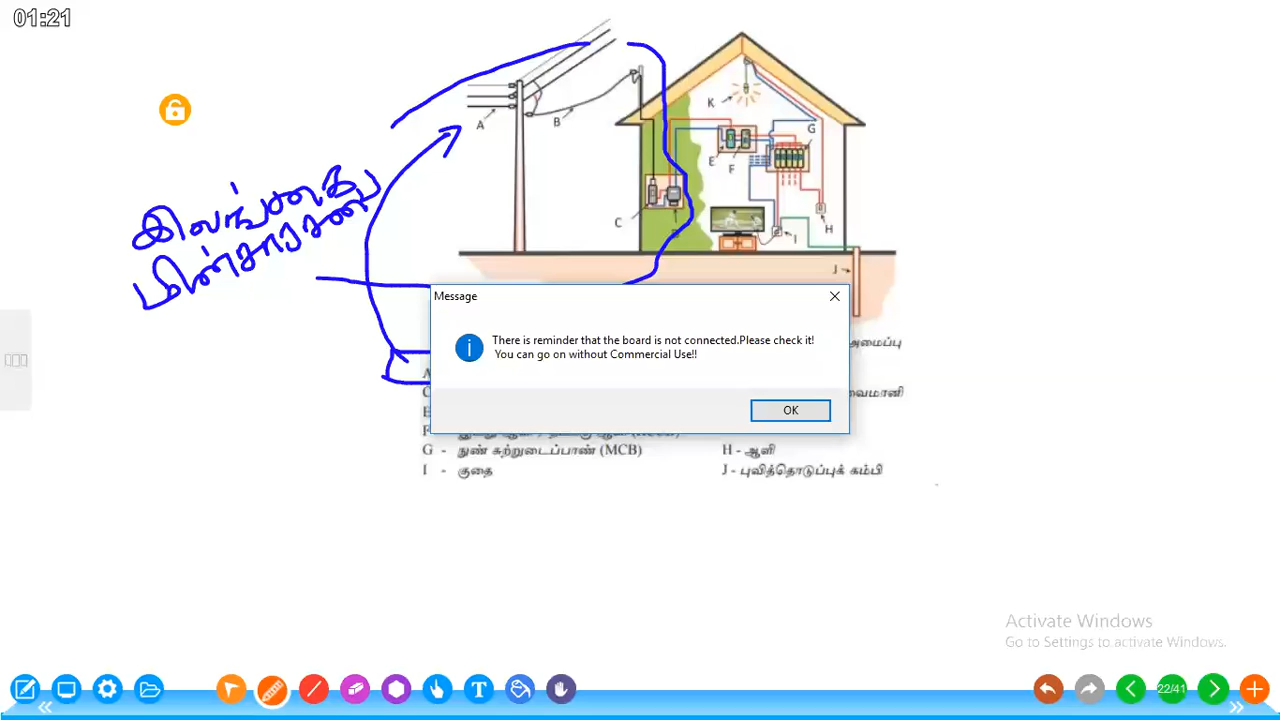 01:21
A
B
K
G
E
F
C
H
I
J
இலங்கை
மின்சாரசபை
Message
There is reminder that the board is not connected.Please check it!
You can go on without Commercial Use!!
OK
G - நுண் சுற்றுடைப்பான் (MCB) H - ஆளி
I - குதை J - புவித்தொடுப்புக் கம்பி
Activate Windows
Go to Settings to activate Windows.
22/41